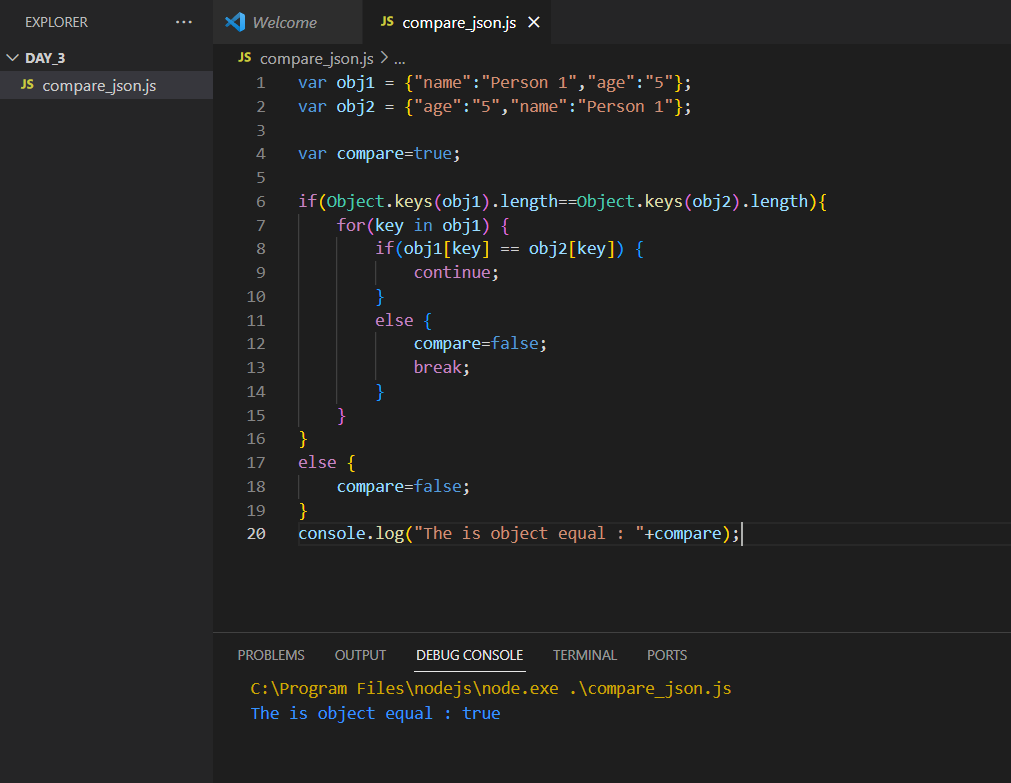 EXPLORER ...
DAY_3
JS compare_json.js
Welcome JS compare_json.js
JS compare_json.js > ...
1 var obj1 = {"name":"Person 1","age":"5"};
2 var obj2 = {"age":"5","name":"Person 1"};
3
4 var compare=true;
5
6 if(Object.keys(obj1).length==Object.keys(obj2).length){
7 for(key in obj1) {
8 if(obj1[key] == obj2[key]) {
9 continue;
10 }
11 else {
12 compare=false;
13 break;
14 }
15 }
16 }
17 else {
18 compare=false;
19 }
20 console.log("The is object equal : "+compare);
PROBLEMS OUTPUT DEBUG CONSOLE TERMINAL PORTS
C:\Program Files\nodejs\node.exe .\compare_json.js
The is object equal : true